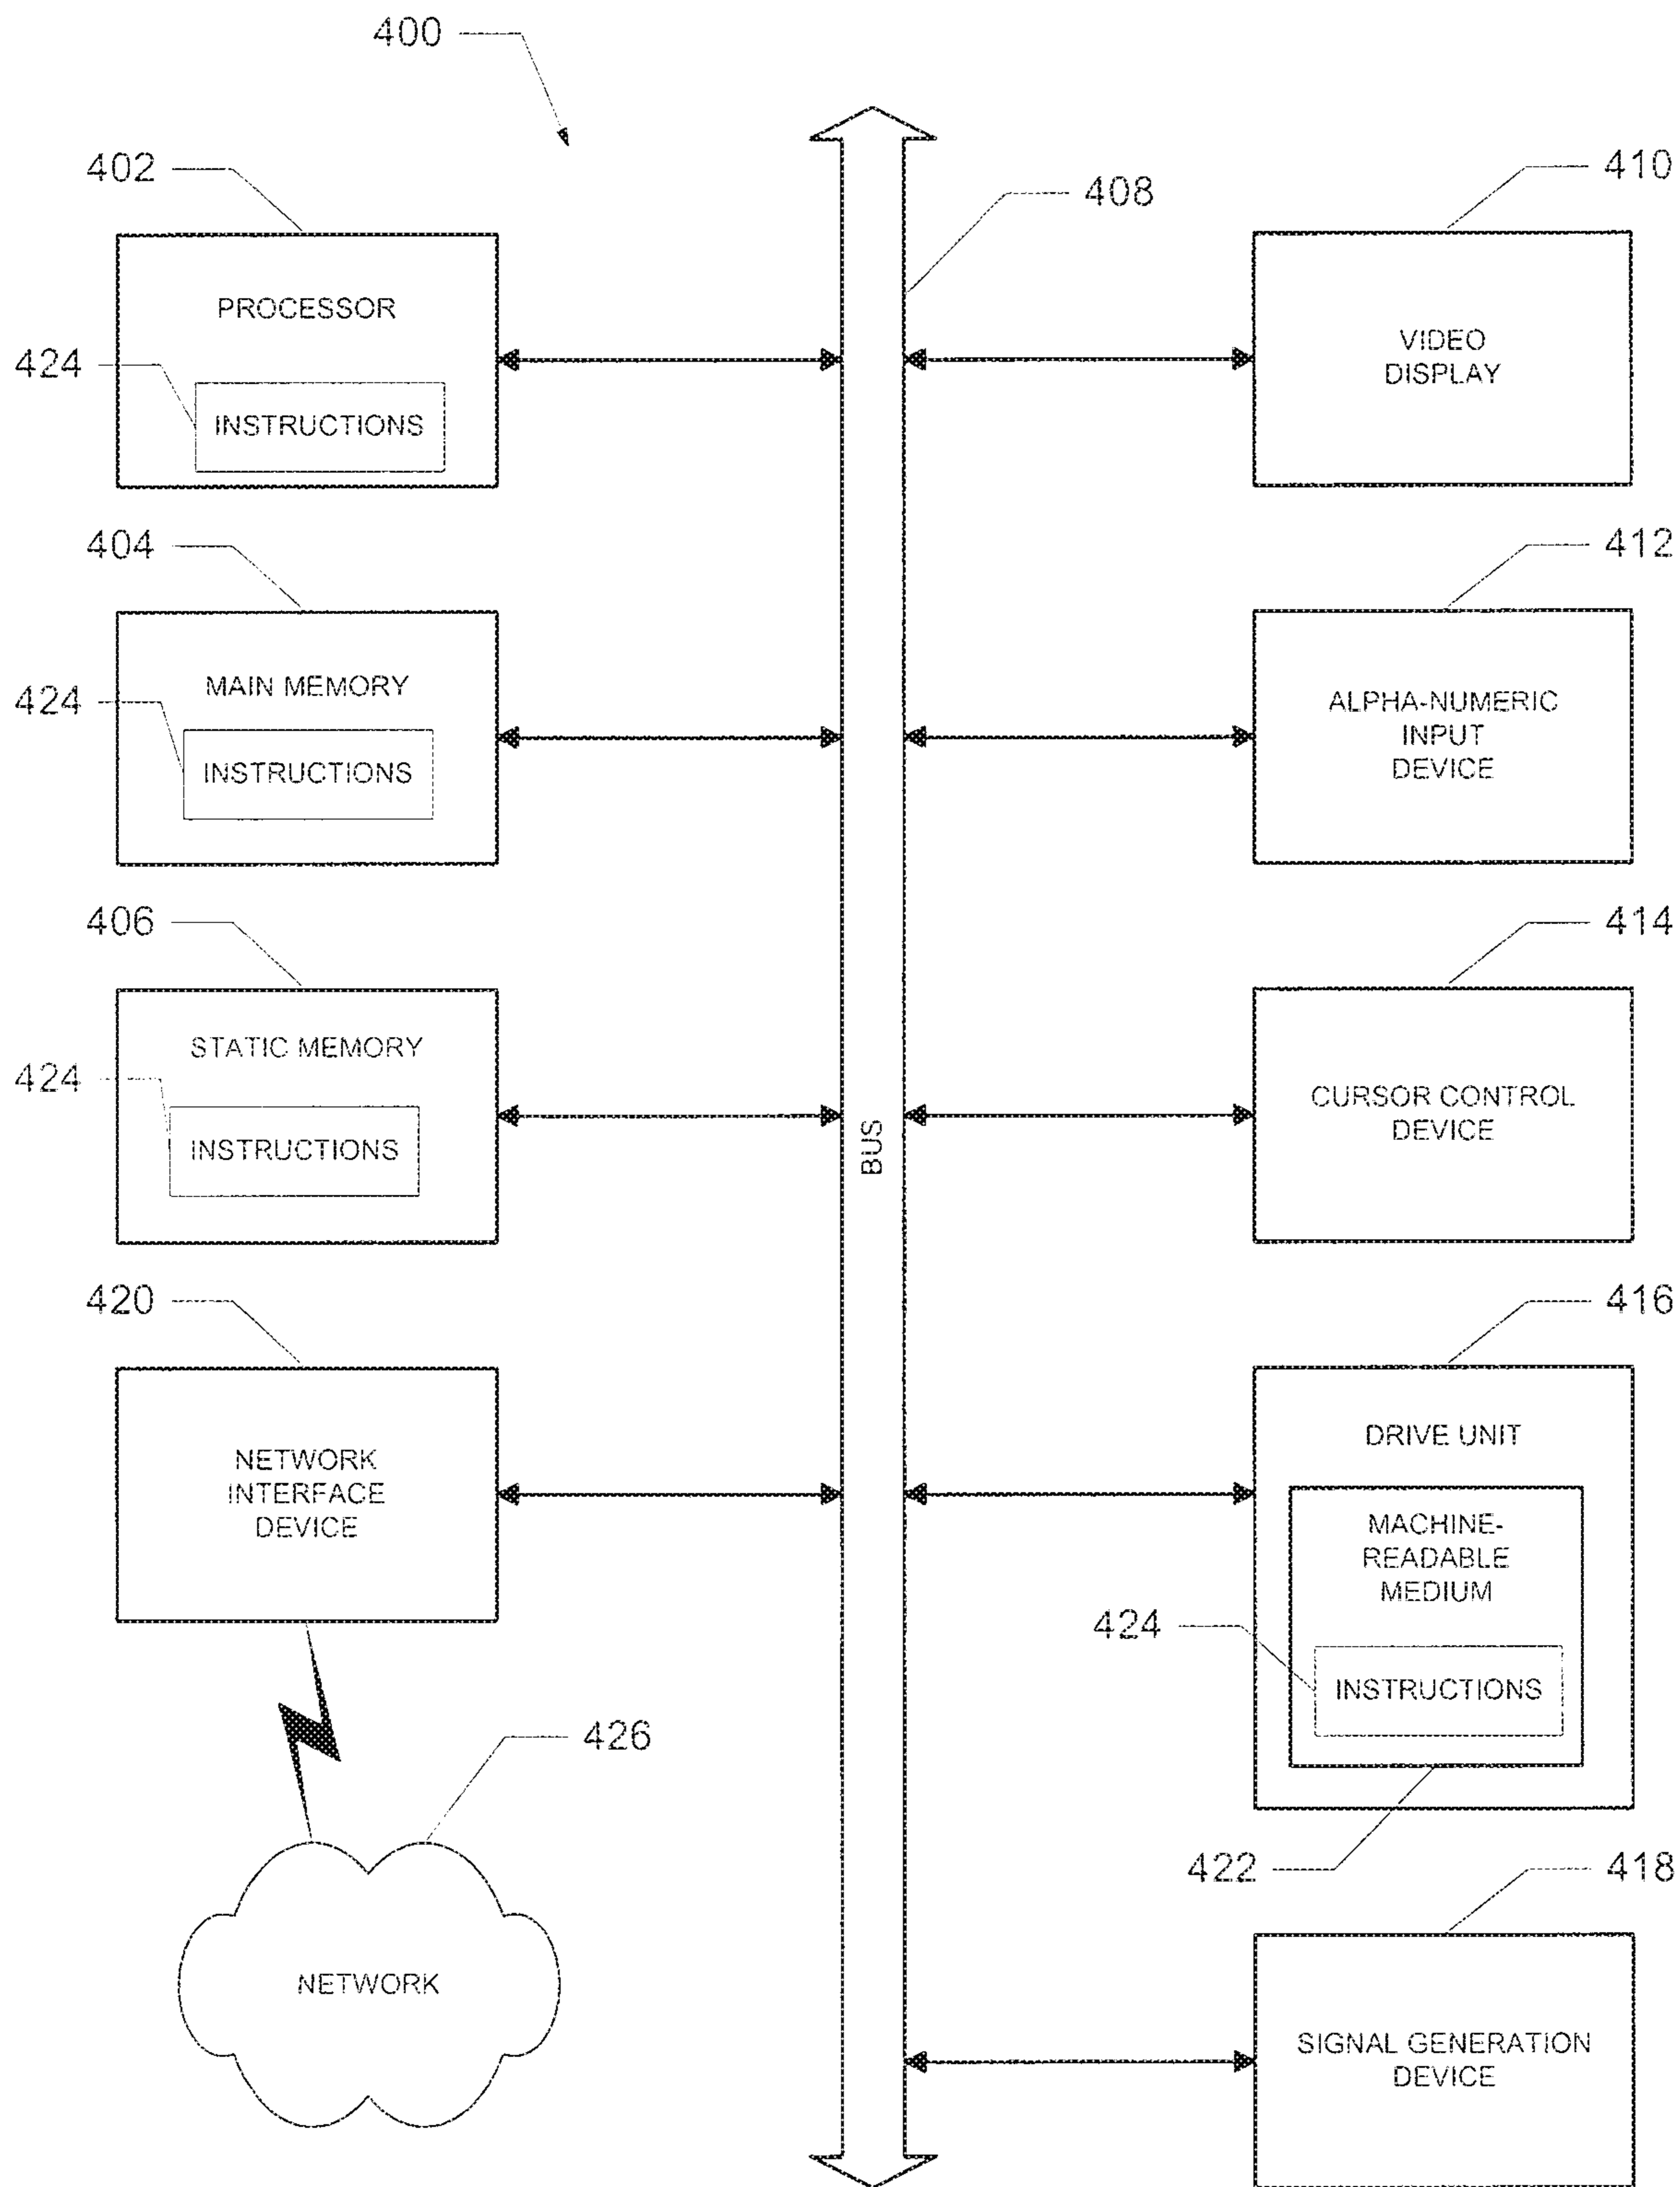 400
402
408
410
PROCESSOR
424
INSTRUCTIONS
VIDEO
DISPLAY
404
412
MAIN MEMORY
424
INSTRUCTIONS
ALPHA-NUMERIC
INPUT
DEVICE
406
414
STATIC MEMORY
424
INSTRUCTIONS
BUS
CURSOR CONTROL
DEVICE
420
416
NETWORK
INTERFACE
DEVICE
DRIVE UNIT
MACHINE-
READABLE
MEDIUM
424
INSTRUCTIONS
426
422
418
NETWORK
SIGNAL GENERATION
DEVICE